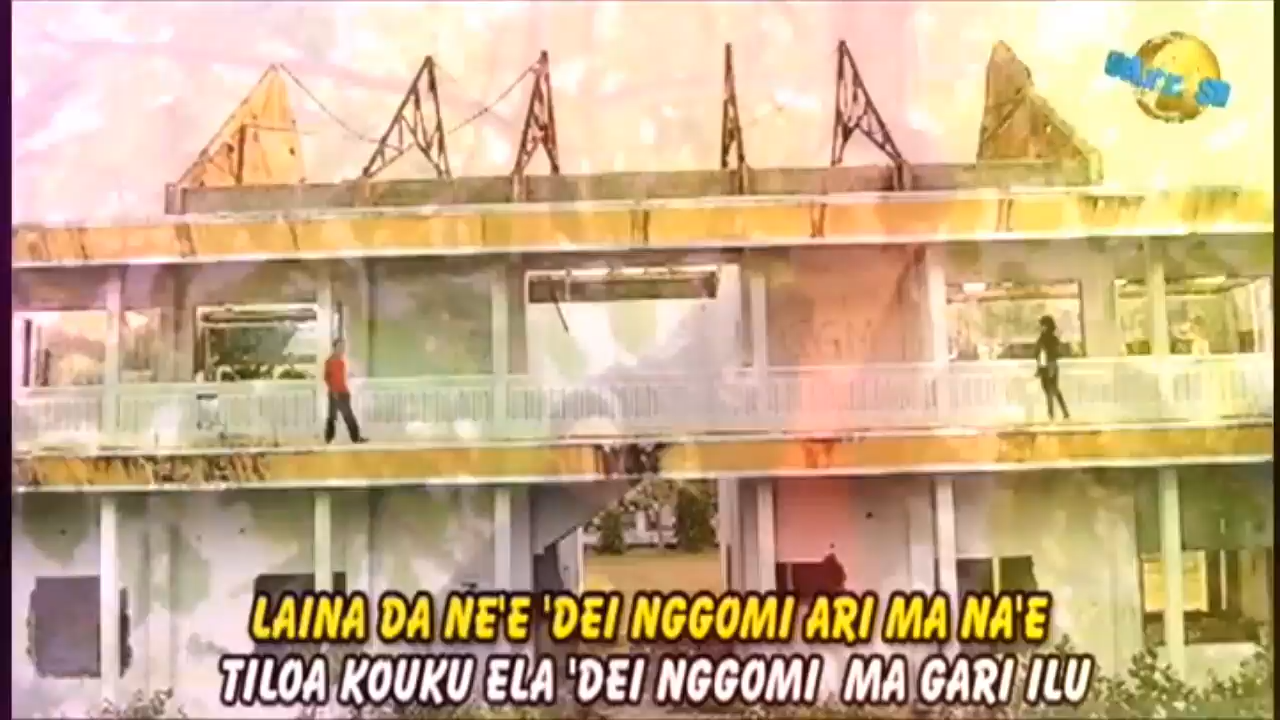 LAINA DA NE'E 'DEI NGGOMI ARI MA NA'E
TILOA KOUKU ELA 'DEI NGGOMI MA GARI ILU